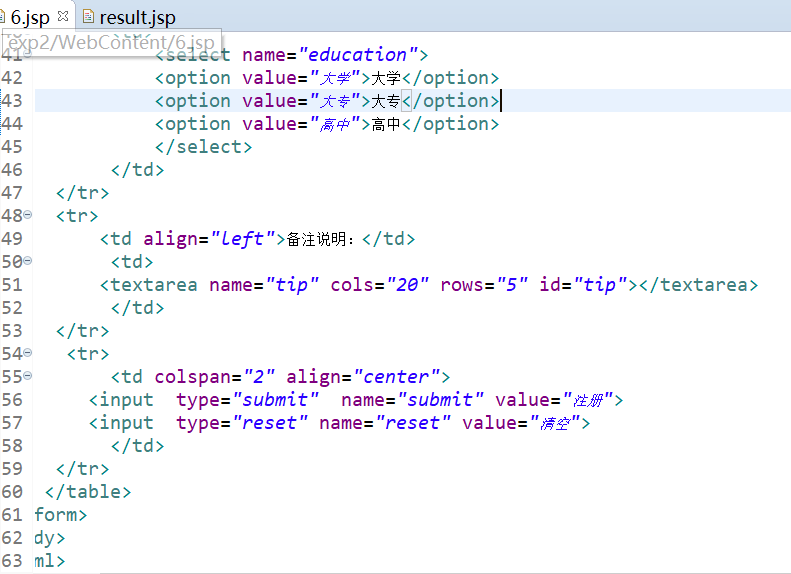 6.jsp result.jsp
exp2/WebContent/6.jsp
41 <select name="education">
42 <option value="大学">大学</option>
43 <option value="大专">大专</option>
44 <option value="高中">高中</option>
45 </select>
46 </td>
47 </tr>
48 <tr>
49 <td align="left">备注说明：</td>
50 <td>
51 <textarea name="tip" cols="20" rows="5" id="tip"></textarea>
52 </td>
53 </tr>
54 <tr>
55 <td colspan="2" align="center">
56 <input  type="submit"  name="submit" value="注册">
57 <input  type="reset" name="reset" value="清空">
58 </td>
59 </tr>
60 </table>
61 form>
62 dy>
63 ml>